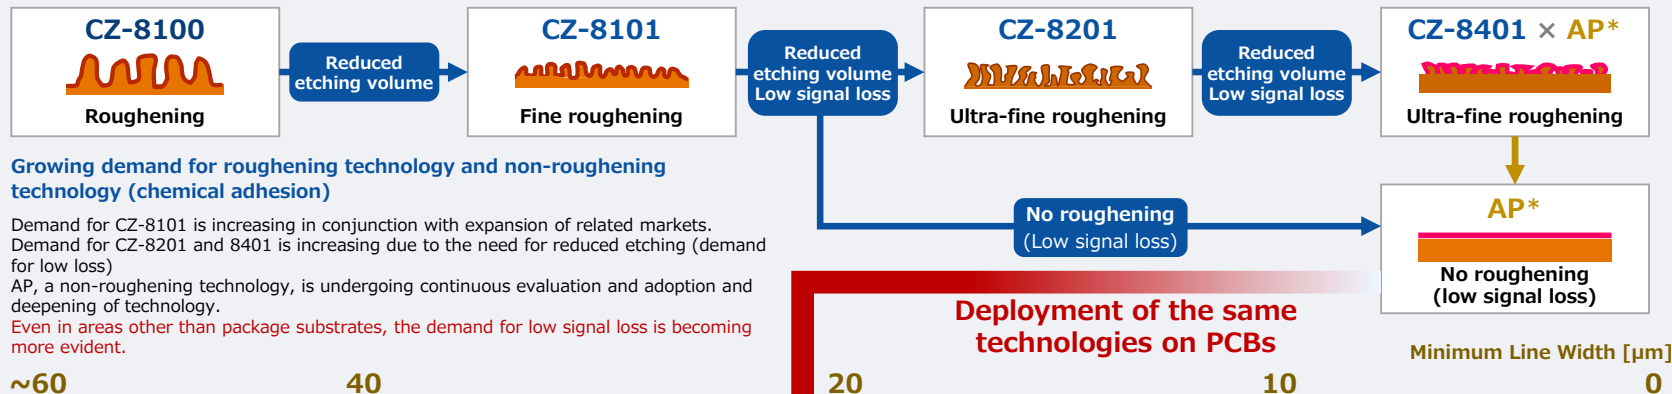 CZ-8100
Roughening
Reduced
etching volume
CZ-8101
Fine roughening
Reduced
etching volume
Low signal loss
CZ-8201
Ultra-fine roughening
Reduced
etching volume
Low signal loss
CZ-8401 × AP*
Ultra-fine roughening
Growing demand for roughening technology and non-roughening
technology (chemical adhesion)
Demand for CZ-8101 is increasing in conjunction with expansion of related markets.
Demand for CZ-8201 and 8401 is increasing due to the need for reduced etching (demand
for low loss)
AP, a non-roughening technology, is undergoing continuous evaluation and adoption and
deepening of technology.
Even in areas other than package substrates, the demand for low signal loss is becoming
more evident.
No roughening
(Low signal loss)
AP*
No roughening
(low signal loss)
Deployment of the same
technologies on PCBs
Minimum Line Width [μm]
~60 40 20 10 0